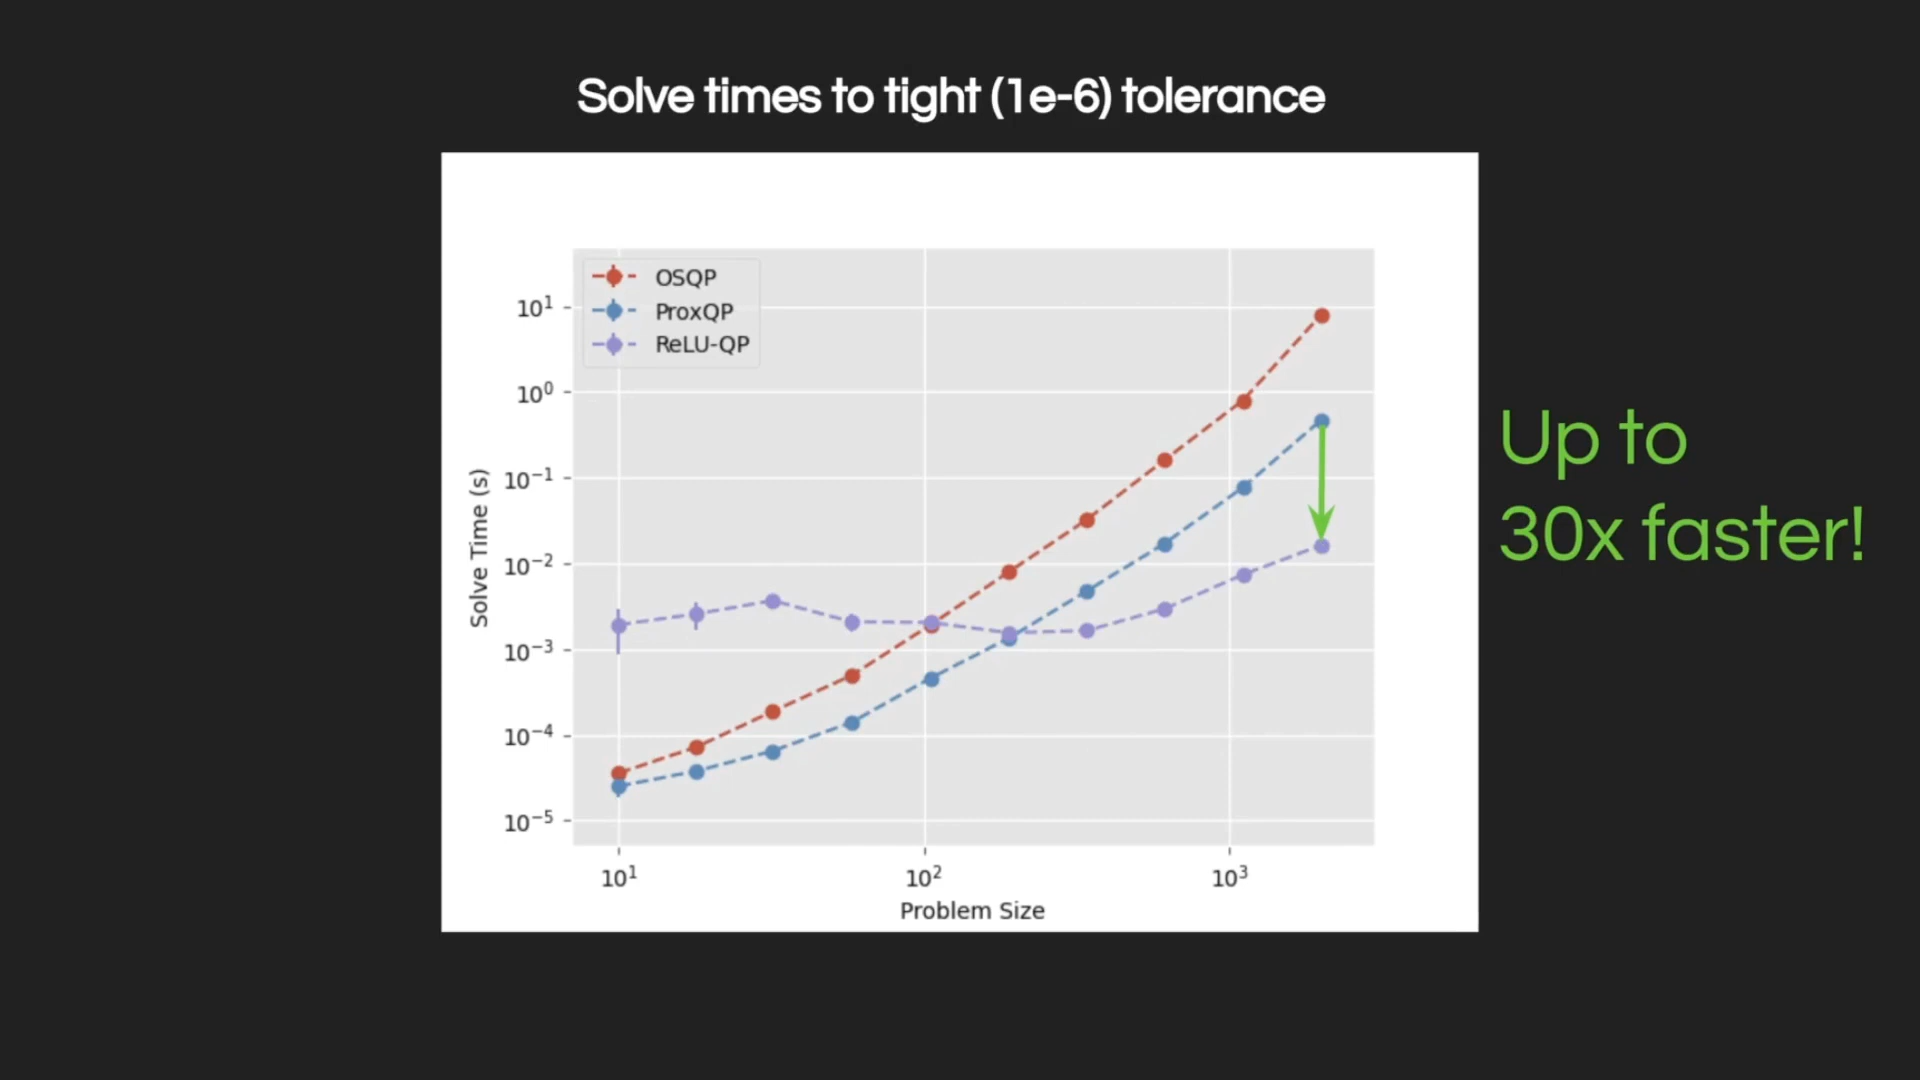 Solve times to tight (1e-6) tolerance
OSQP
ProxQP
ReLU-QP
10¹
10⁰
10⁻¹
10⁻²
10⁻³
10⁻⁴
10⁻⁵
Solve Time (s)
10¹ 10² 10³
Problem Size
Up to
30x faster!